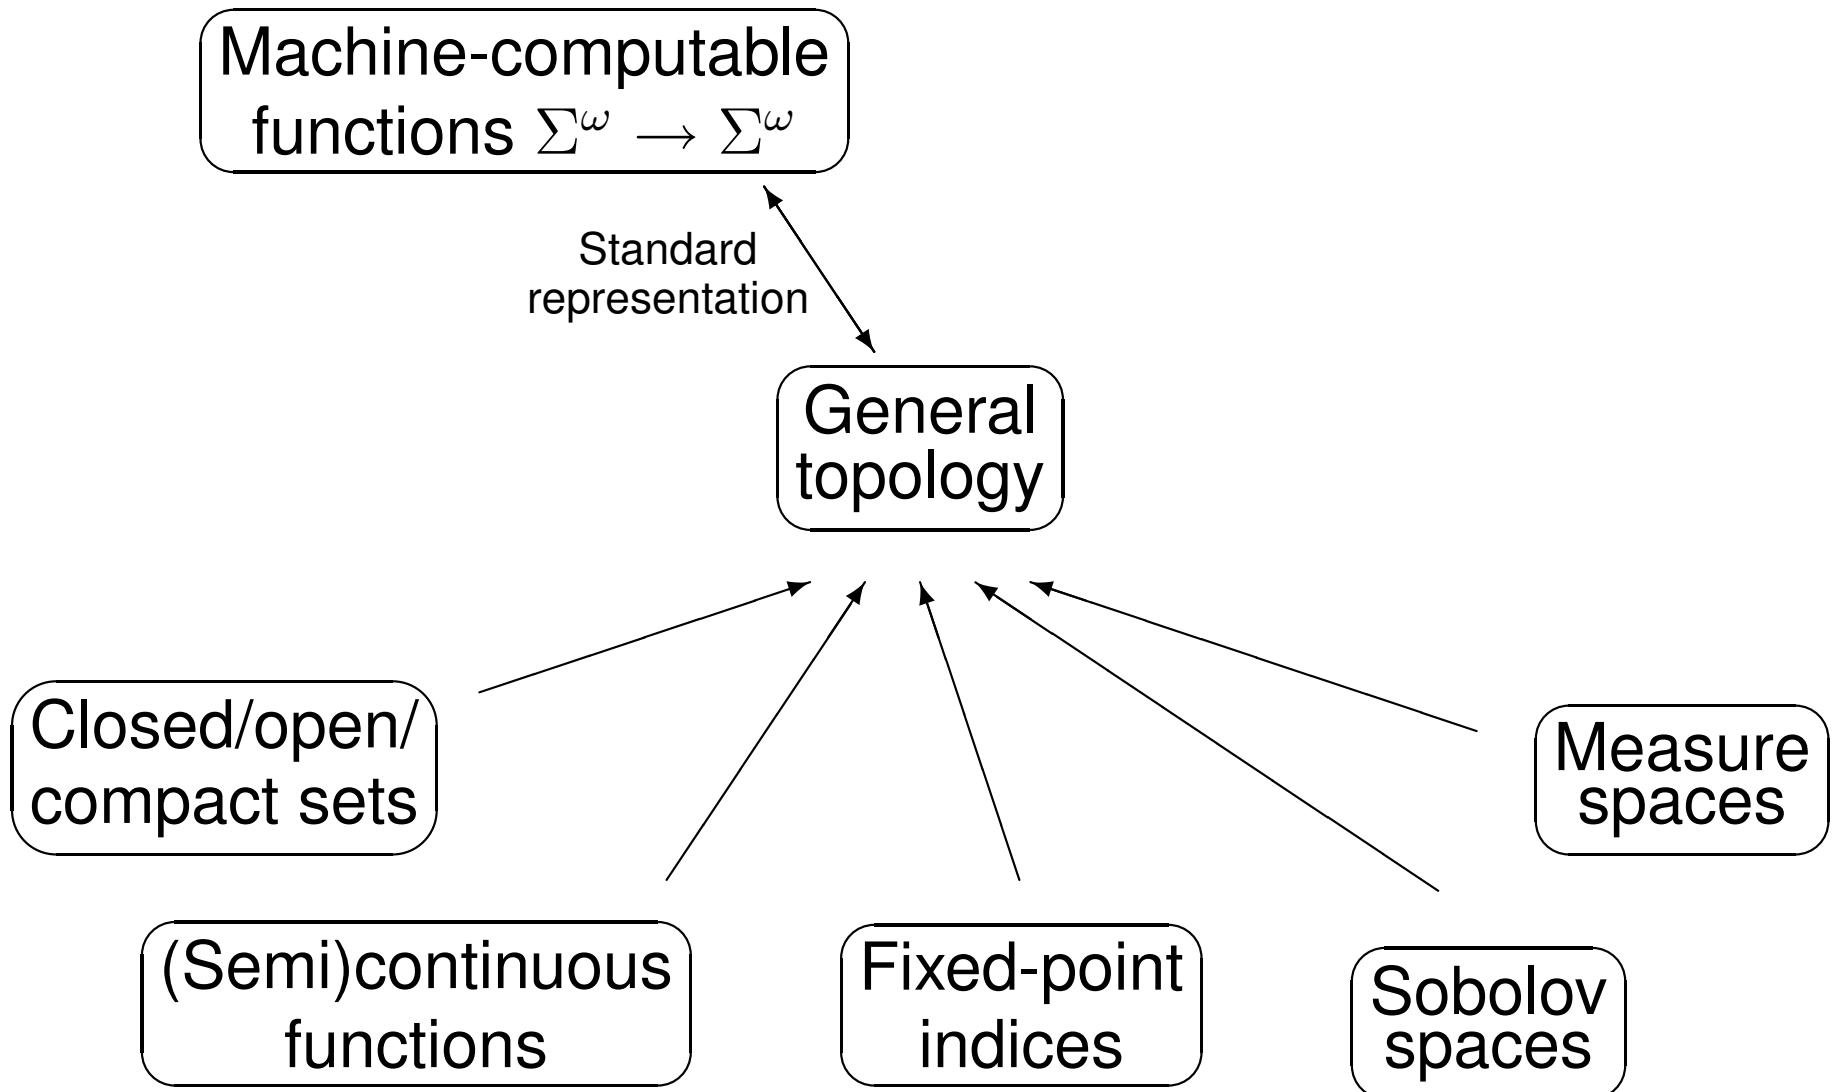 Machine-computable
functions Σ^ω → Σ^ω
Standard
representation
General
topology
Closed/open/
compact sets
Measure
spaces
(Semi)continuous
functions
Fixed-point
indices
Sobolov
spaces